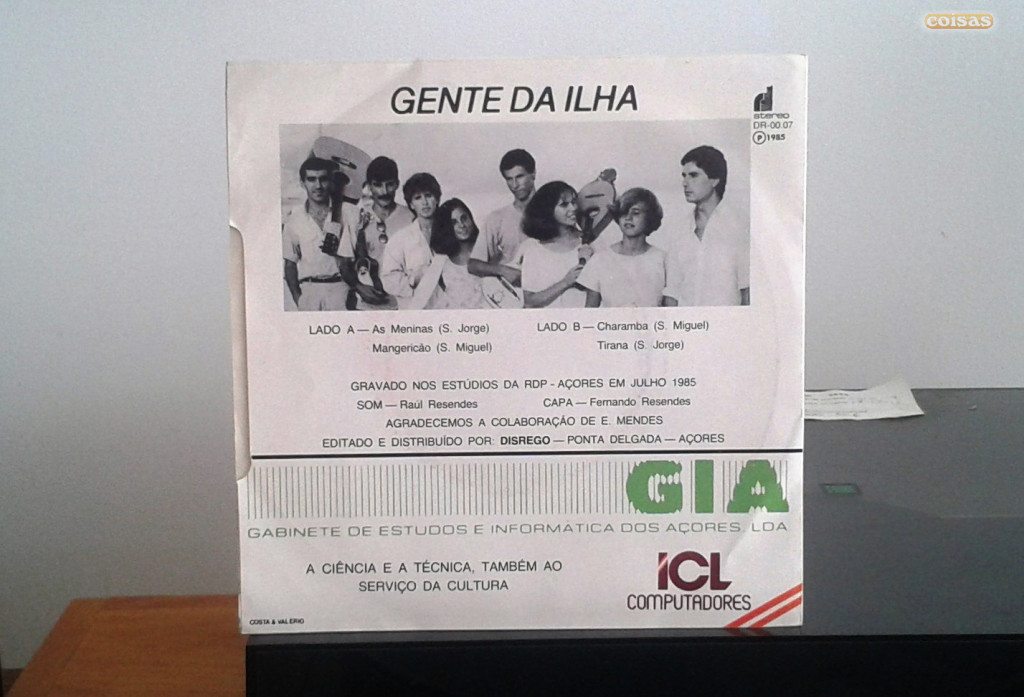 coisas
GENTE DA ILHA
stereo
DR-00.07
℗ 1985
LADO A — As Meninas (S. Jorge)
Mangericão (S. Miguel)
LADO B — Charamba (S. Miguel)
Tirana (S. Jorge)
GRAVADO NOS ESTÚDIOS DA RDP - AÇORES EM JULHO 1985
SOM — Raúl Resendes
CAPA — Fernando Resendes
AGRADECEMOS A COLABORAÇÃO DE E. MENDES
EDITADO E DISTRIBUÍDO POR: DISREGO — PONTA DELGADA — AÇORES
GIA
GABINETE DE ESTUDOS E INFORMÁTICA DOS AÇORES, LDA
A CIÊNCIA E A TÉCNICA, TAMBÉM AO
SERVIÇO DA CULTURA
ICL
COMPUTADORES
COSTA & VALÉRIO